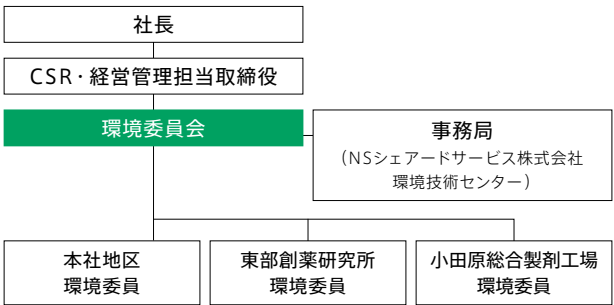 社長
CSR・経営管理担当取締役
環境委員会
事務局
（NSシェアードサービス株式会社
環境技術センター）
本社地区
環境委員
東部創薬研究所
環境委員
小田原総合製剤工場
環境委員